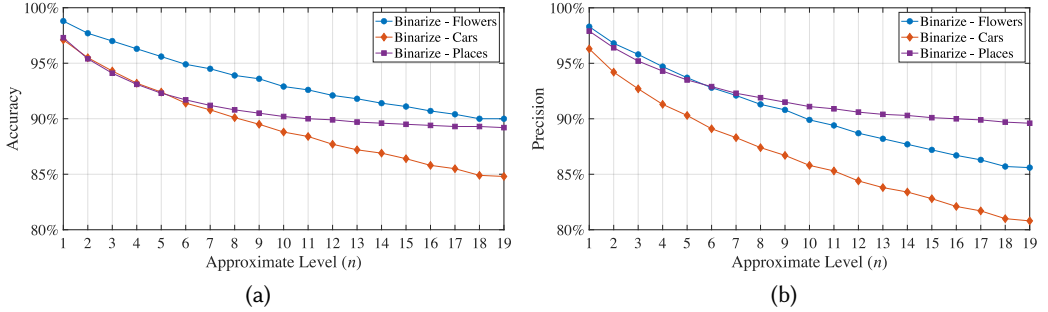 100%
95%
90%
85%
80%
Accuracy
Binarize - Flowers
Binarize - Cars
Binarize - Places
1 2 3 4 5 6 7 8 9 10 11 12 13 14 15 16 17 18 19
Approximate Level (n)
(a)
100%
95%
90%
85%
80%
Precision
Binarize - Flowers
Binarize - Cars
Binarize - Places
1 2 3 4 5 6 7 8 9 10 11 12 13 14 15 16 17 18 19
Approximate Level (n)
(b)